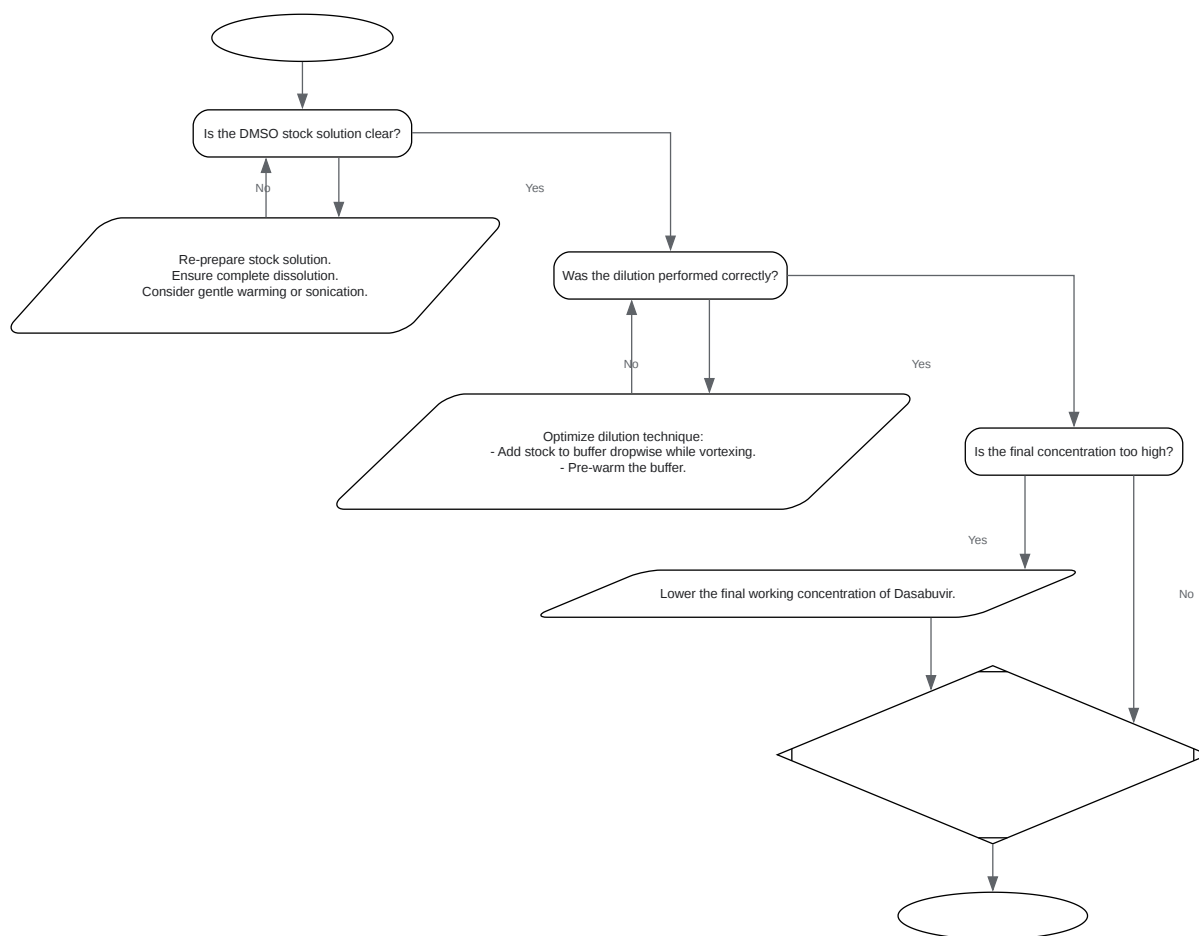 Is the DMSO stock solution clear?
No
Yes
Re-prepare stock solution.
Ensure complete dissolution.
Consider gentle warming or sonication.
Was the dilution performed correctly?
No
Yes
Optimize dilution technique:
- Add stock to buffer dropwise while vortexing.
- Pre-warm the buffer.
Is the final concentration too high?
Yes
Lower the final working concentration of Dasabuvir.
No